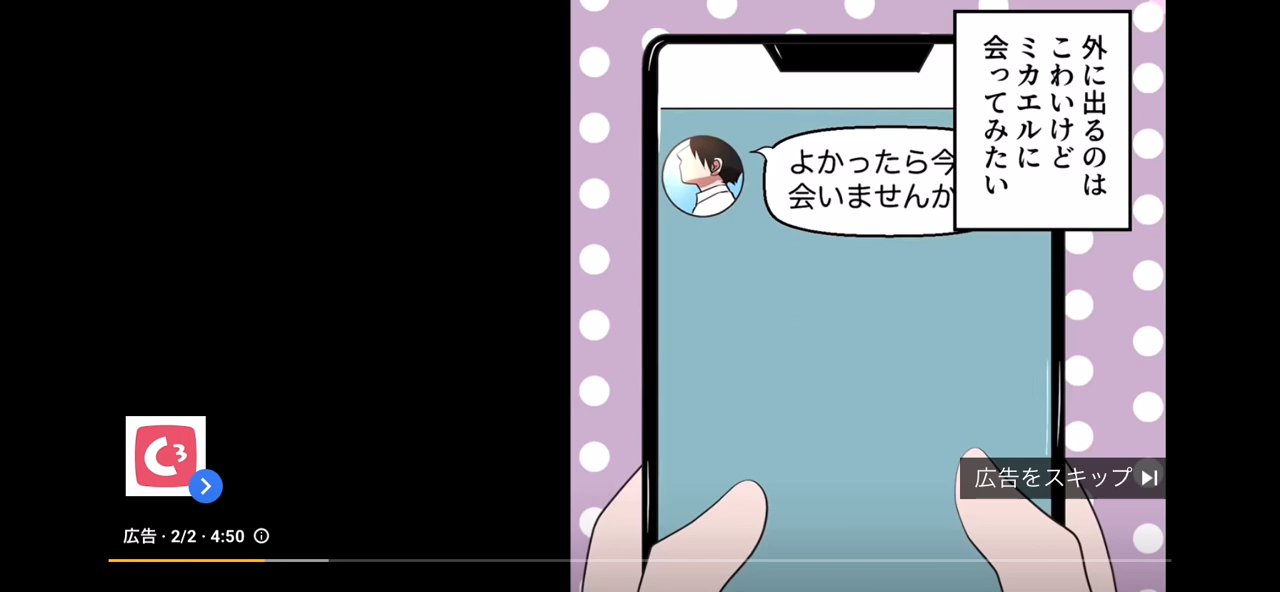 外に出るのは
こわいけど
ミカエルに
会ってみたい
よかったら今
会いませんか
C3
広告をスキップ
広告・2/2・4:50